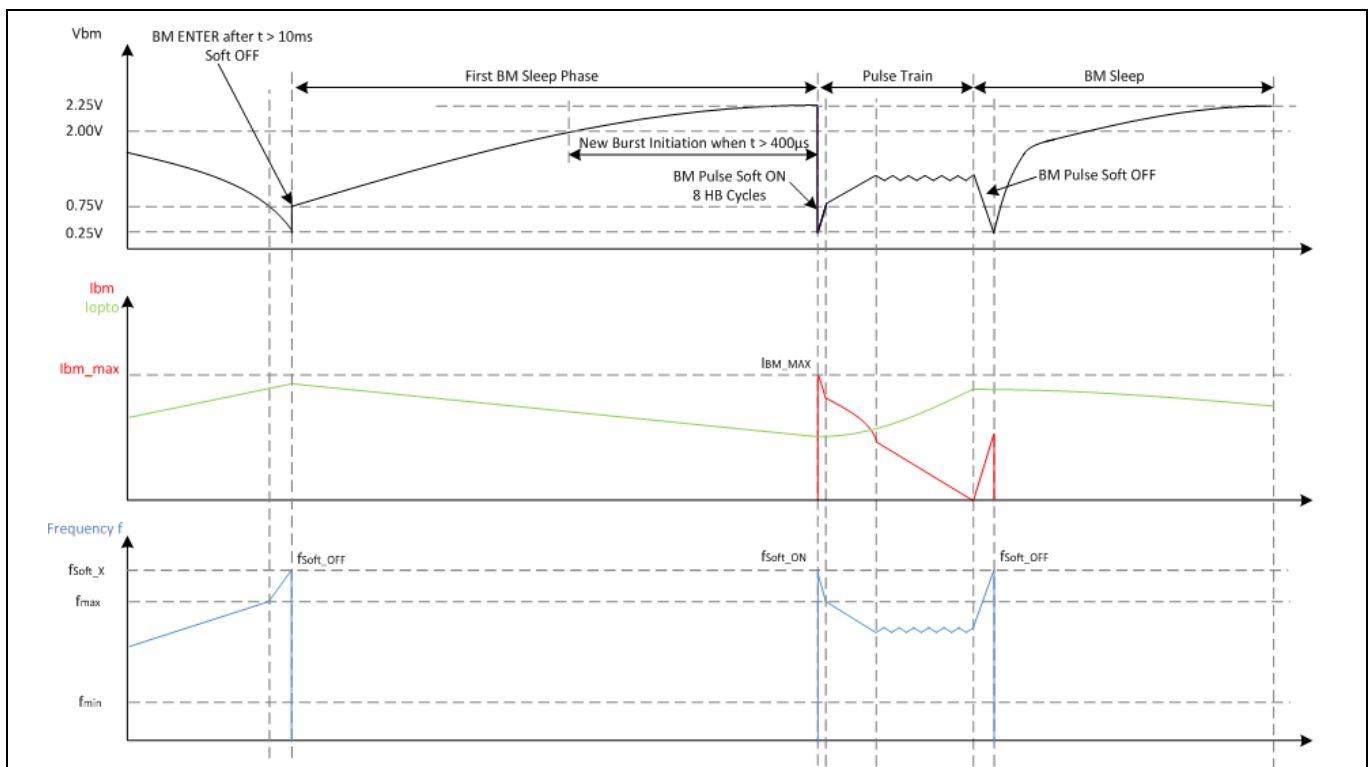 Vbm
BM ENTER after t > 10ms
Soft OFF
First BM Sleep Phase
Pulse Train
BM Sleep
2.25V
2.00V
New Burst Initiation when t > 400µs
BM Pulse Soft ON
8 HB Cycles
BM Pulse Soft OFF
0.75V
0.25V
Ibm
Iopto
Ibm_max
IBM_MAX
Frequency f
fSoft_OFF
fSoft_ON
fSoft_OFF
fSoft_X
fmax
fmin